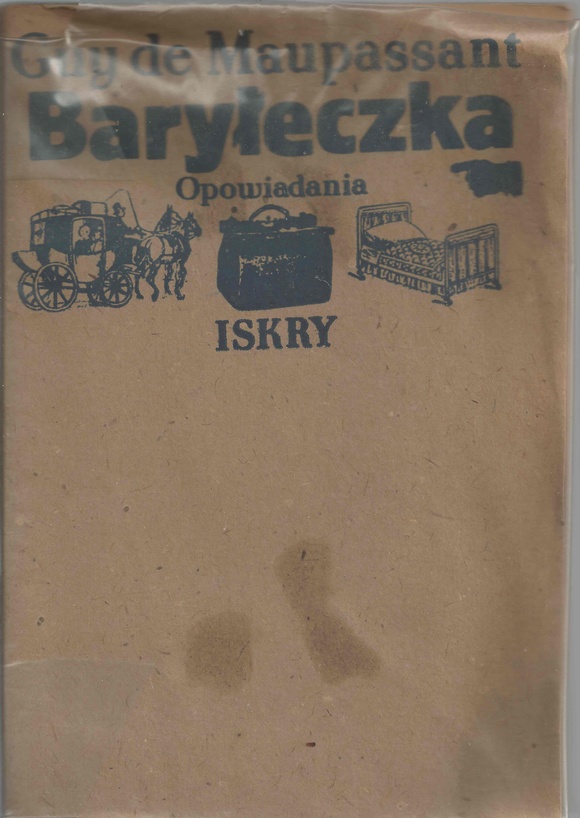 Guy de Maupassant
Baryłeczka
Opowiadania
ISKRY